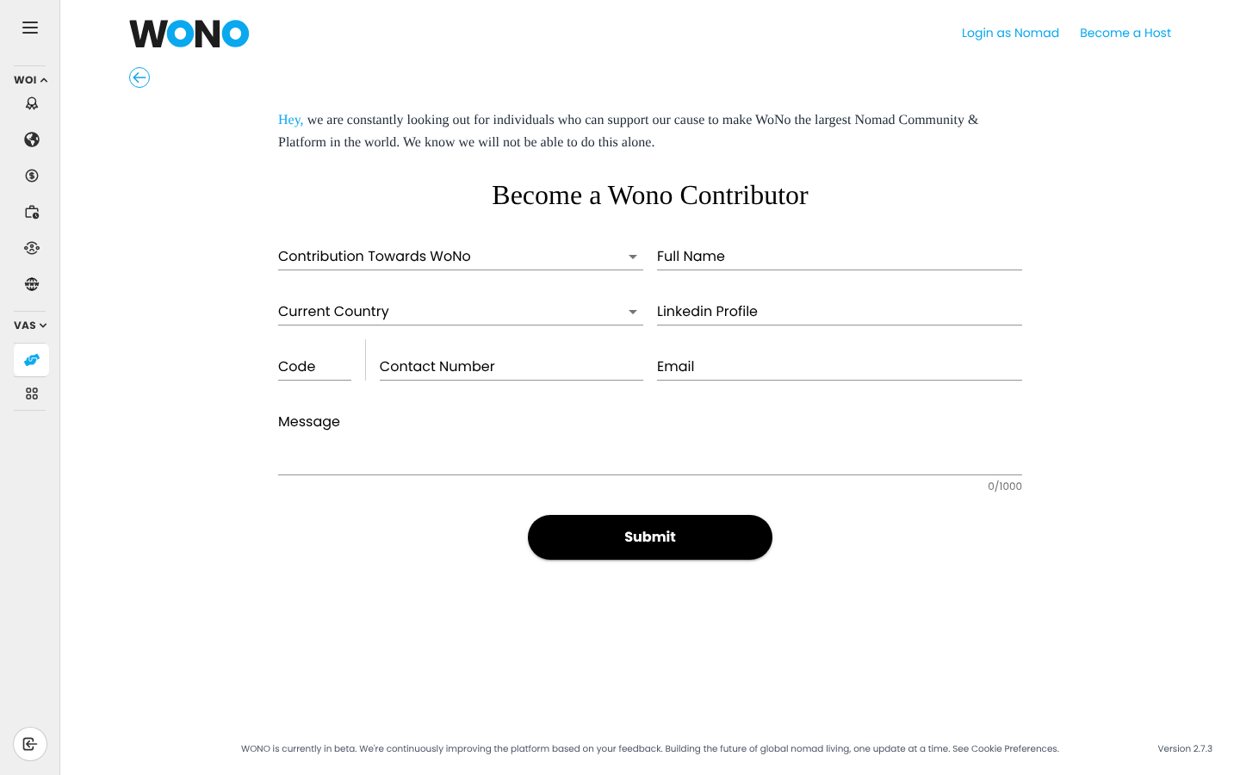 WONO
Login as Nomad
Become a Host
WOI
Hey, we are constantly looking out for individuals who can support our cause to make WoNo the largest Nomad Community &
Platform in the world. We know we will not be able to do this alone.
Become a Wono Contributor
Contribution Towards WoNo
Full Name
Current Country
Linkedin Profile
VAS
Code
Contact Number
Email
Message
0/1000
Submit
WONO is currently in beta. We're continuously improving the platform based on your feedback. Building the future of global nomad living, one update at a time. See Cookie Preferences.
Version 2.7.3